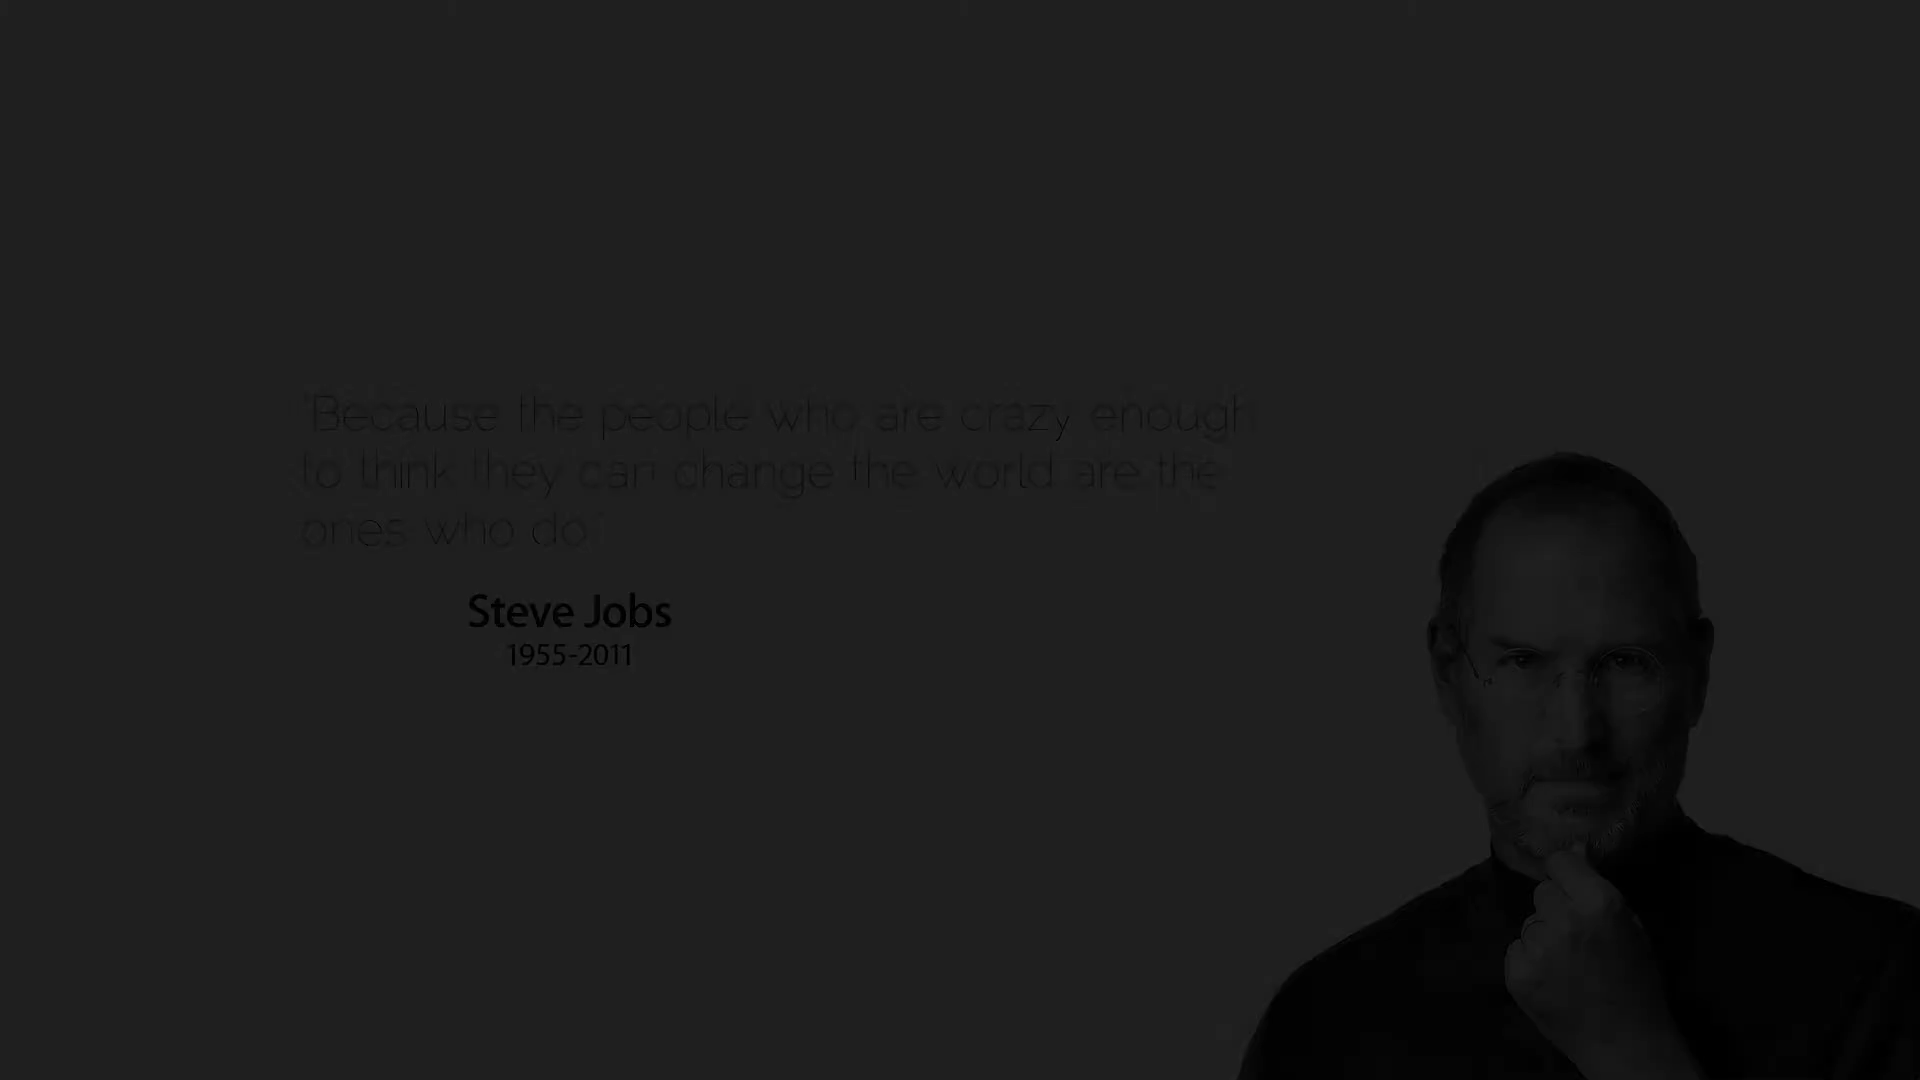 "Because the people who are crazy enough
to think they can change the world are the
ones who do."
Steve Jobs
1955-2011